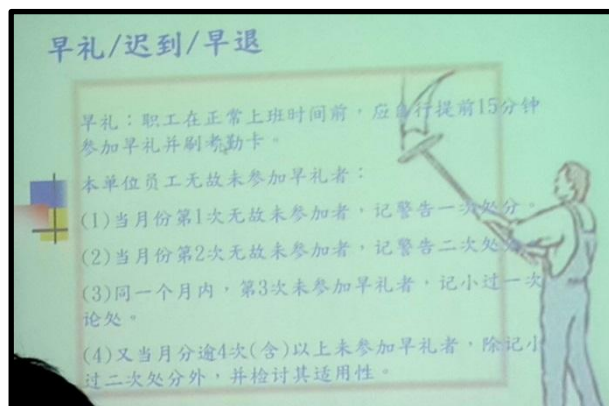 早礼/迟到/早退
早礼：职工在正常上班时间前，应自行提前15分钟
参加早礼并刷考勤卡。
本单位员工无故未参加早礼者：
(1)当月份第1次无故未参加者，记警告一次处分。
(2)当月份第2次无故未参加者，记警告二次处分
(3)同一个月内，第3次未参加早礼者，记小过一次
论处。
(4)又当月分逾4次(含)以上未参加早礼者，除记小
过二次处分外，并检讨其适用性。